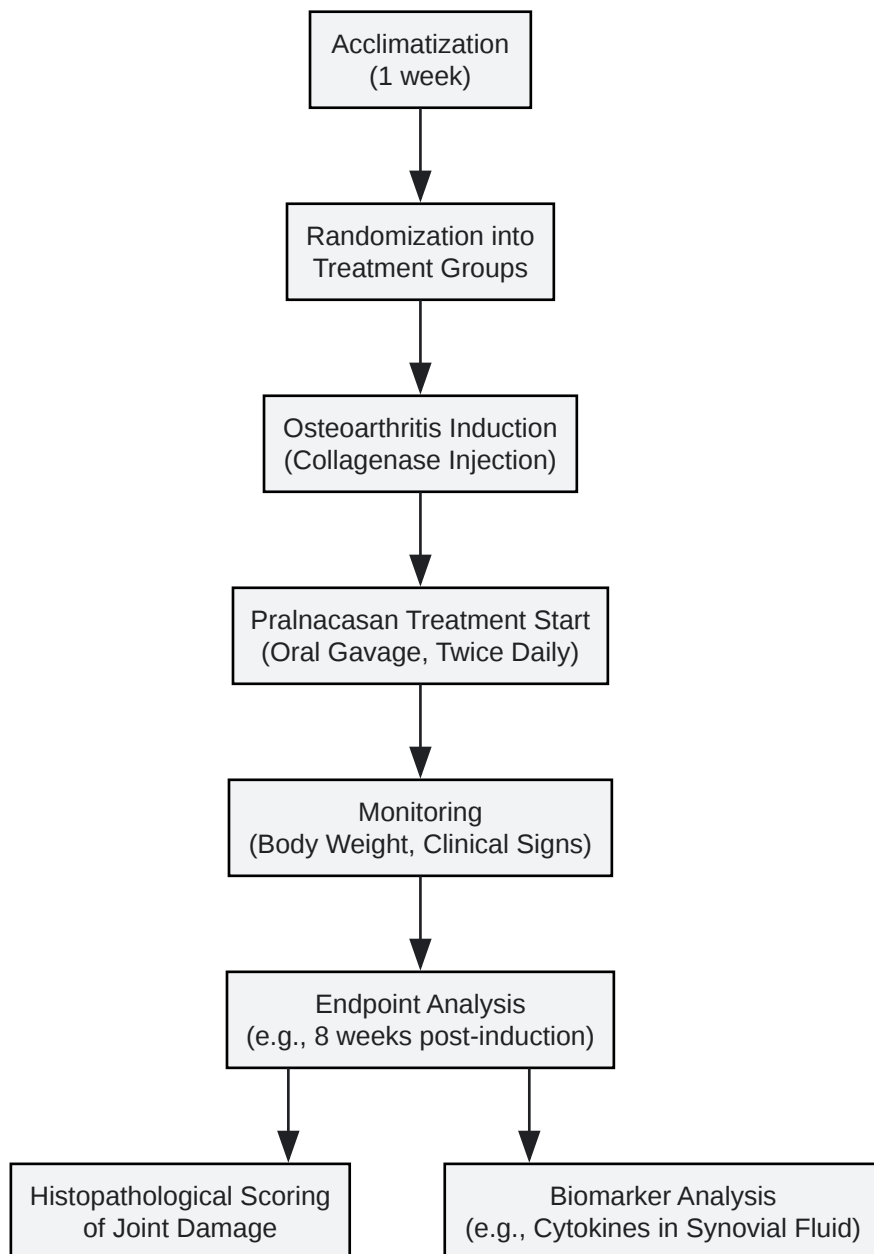 Acclimatization
(1 week)
Randomization into
Treatment Groups
Osteoarthritis Induction
(Collagenase Injection)
Pralnacasan Treatment Start
(Oral Gavage, Twice Daily)
Monitoring
(Body Weight, Clinical Signs)
Endpoint Analysis
(e.g., 8 weeks post-induction)
Histopathological Scoring
of Joint Damage
Biomarker Analysis
(e.g., Cytokines in Synovial Fluid)